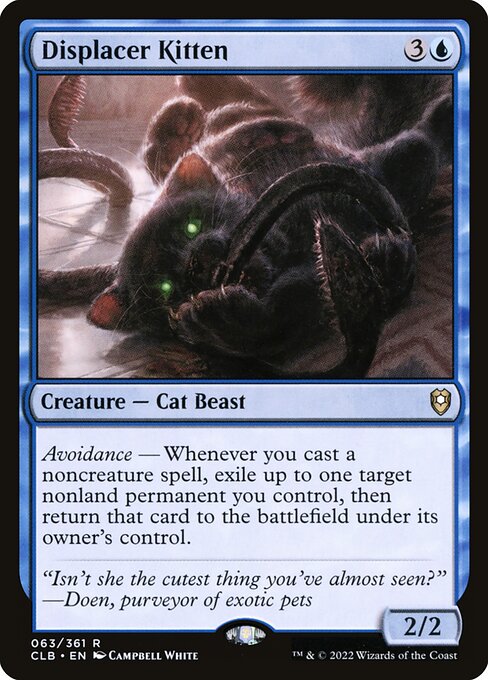 Displacer Kitten 3
Creature — Cat Beast
Avoidance — Whenever you cast a
noncreature spell, exile up to one target
nonland permanent you control, then
return that card to the battlefield under its
owner's control.
“Isn't she the cutest thing you've almost seen?”
—Doen, purveyor of exotic pets
2/2
063/361 R
CLB • EN Campbell White
™ & © 2022 Wizards of the Coast